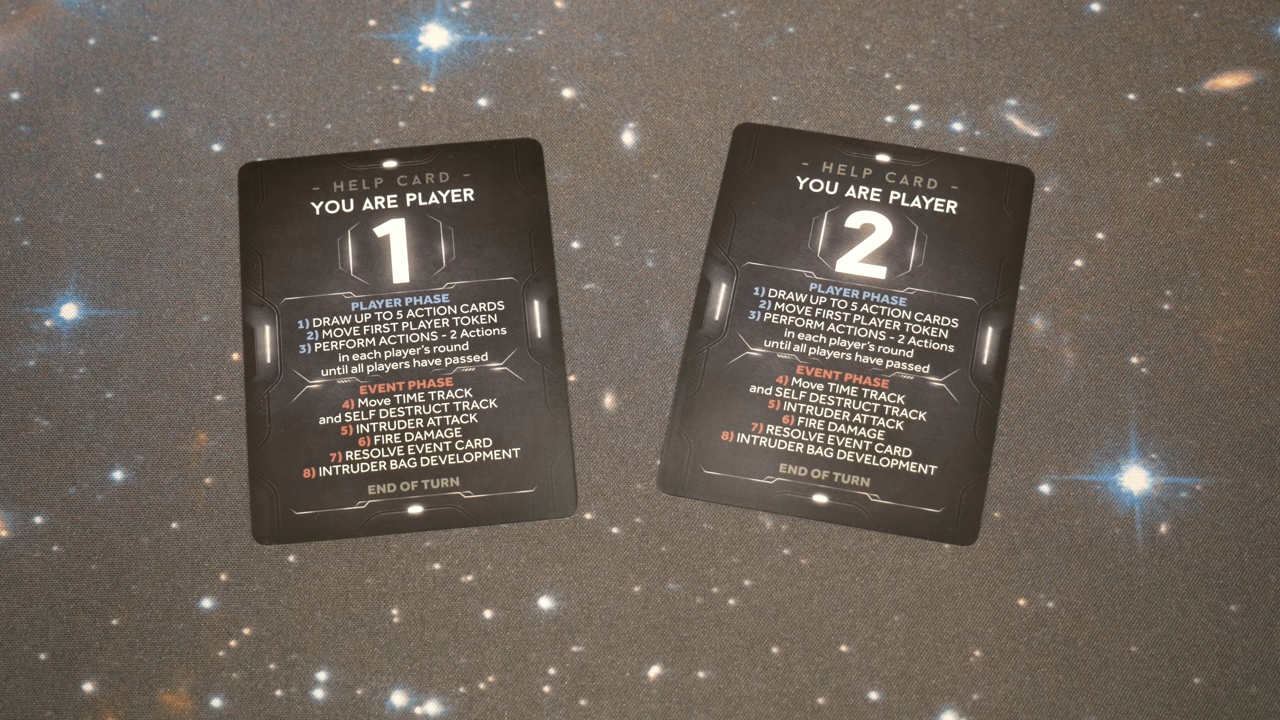 - HELP CARD -
YOU ARE PLAYER
1
PLAYER PHASE
1) DRAW UP TO 5 ACTION CARDS
2) MOVE FIRST PLAYER TOKEN
3) PERFORM ACTIONS - 2 Actions
in each player's round
until all players have passed
EVENT PHASE
4) Move TIME TRACK
and SELF DESTRUCT TRACK
5) INTRUDER ATTACK
6) FIRE DAMAGE
7) RESOLVE EVENT CARD
8) INTRUDER BAG DEVELOPMENT
END OF TURN
- HELP CARD -
YOU ARE PLAYER
2
PLAYER PHASE
1) DRAW UP TO 5 ACTION CARDS
2) MOVE FIRST PLAYER TOKEN
3) PERFORM ACTIONS - 2 Actions
in each player's round
until all players have passed
EVENT PHASE
4) Move TIME TRACK
and SELF DESTRUCT TRACK
5) INTRUDER ATTACK
6) FIRE DAMAGE
7) RESOLVE EVENT CARD
8) INTRUDER BAG DEVELOPMENT
END OF TURN